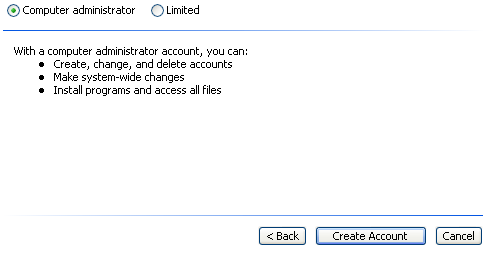 Computer administrator Limited
With a computer administrator account, you can:
● Create, change, and delete accounts
● Make system-wide changes
● Install programs and access all files
< Back Create Account Cancel